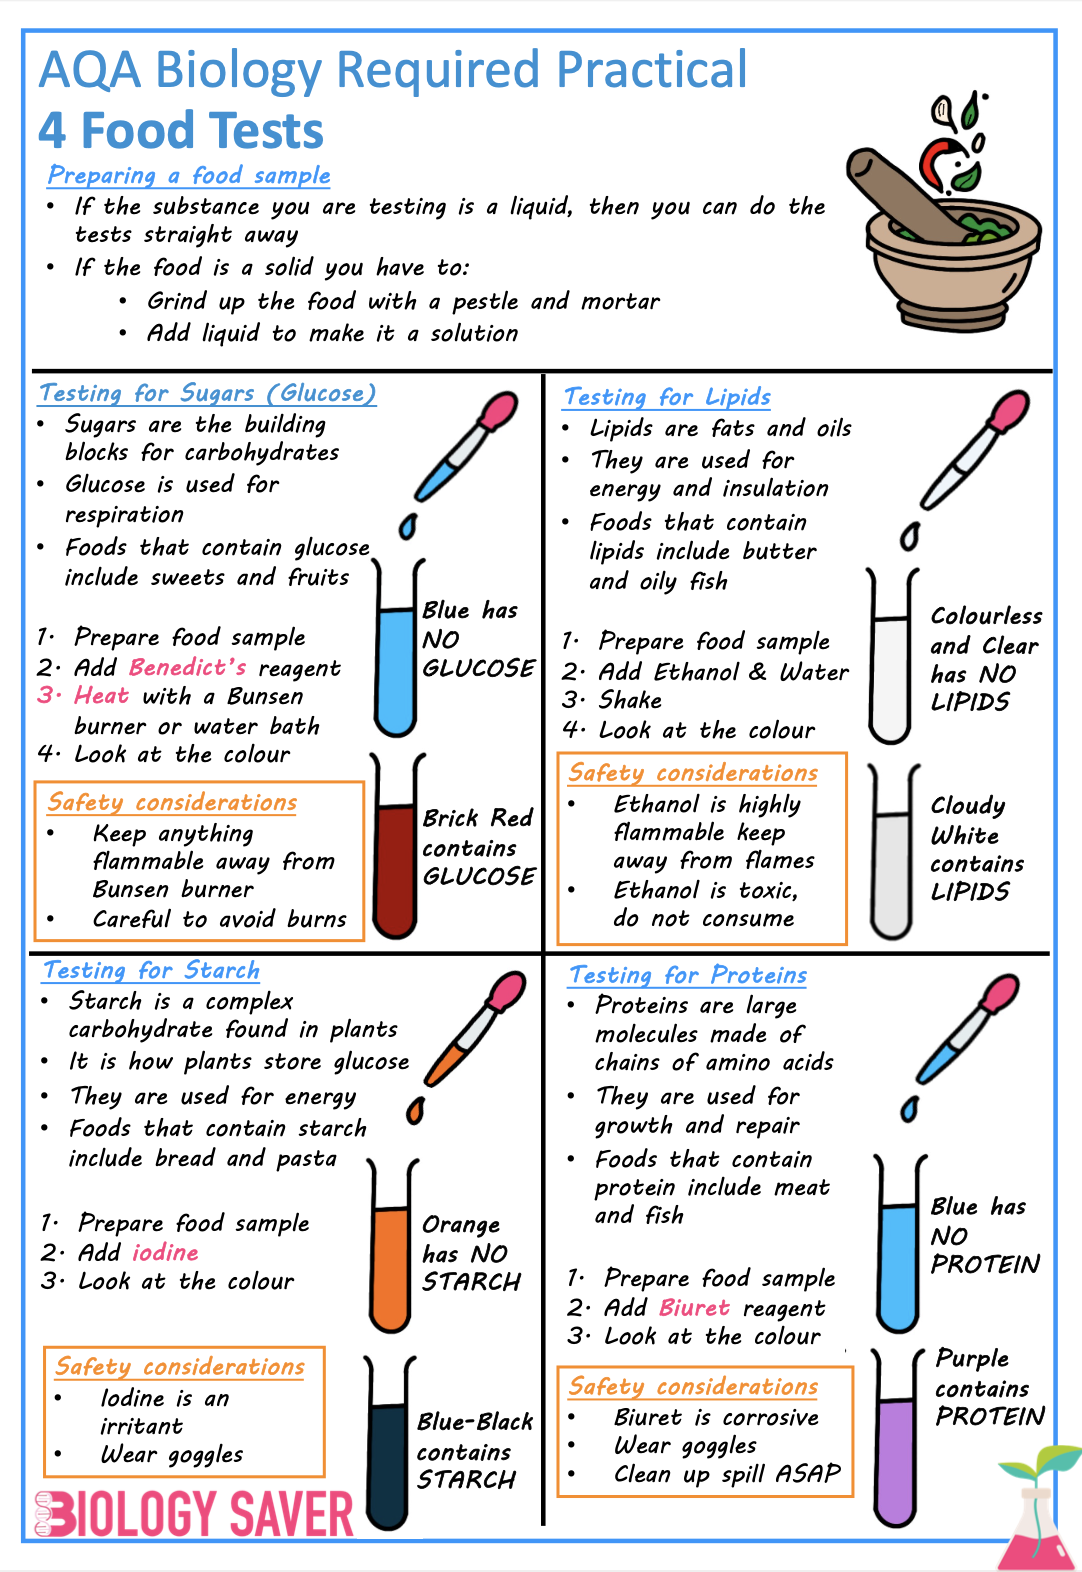 AQA Biology Required Practical
4 Food Tests
Preparing a food sample
• If the substance you are testing is a liquid, then you can do the
tests straight away
• If the food is a solid you have to:
• Grind up the food with a pestle and mortar
• Add liquid to make it a solution
Testing for Sugars (Glucose)
• Sugars are the building
blocks for carbohydrates
• Glucose is used for
respiration
• Foods that contain glucose
include sweets and fruits
1. Prepare food sample
2. Add Benedict's reagent
3. Heat with a Bunsen
burner or water bath
4. Look at the colour
Safety considerations
• Keep anything
flammable away from
Bunsen burner
• Careful to avoid burns
Blue has
NO
GLUCOSE
Brick Red
contains
GLUCOSE
Testing for Lipids
• Lipids are fats and oils
• They are used for
energy and insulation
• Foods that contain
lipids include butter
and oily fish
1. Prepare food sample
2. Add Ethanol & Water
3. Shake
4. Look at the colour
Safety considerations
• Ethanol is highly
flammable keep
away from flames
• Ethanol is toxic,
do not consume
Colourless
and Clear
has NO
LIPIDS
Cloudy
White
contains
LIPIDS
Testing for Starch
• Starch is a complex
carbohydrate found in plants
• It is how plants store glucose
• They are used for energy
• Foods that contain starch
include bread and pasta
1. Prepare food sample
2. Add iodine
3. Look at the colour
Safety considerations
• Iodine is an
irritant
• Wear goggles
Orange
has NO
STARCH
Blue-Black
contains
STARCH
Testing for Proteins
• Proteins are large
molecules made of
chains of amino acids
• They are used for
growth and repair
• Foods that contain
protein include meat
and fish
1. Prepare food sample
2. Add Biuret reagent
3. Look at the colour
Safety considerations
• Biuret is corrosive
• Wear goggles
• Clean up spill ASAP
Blue has
NO
PROTEIN
Purple
contains
PROTEIN
BIOLOGY SAVER